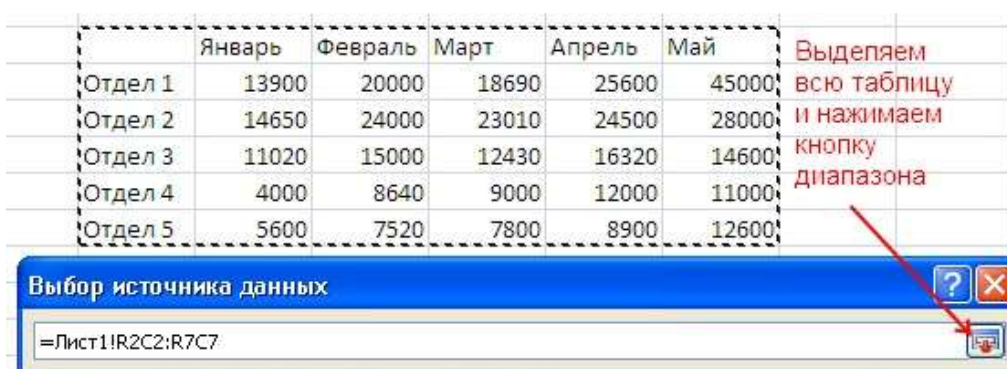 Январь Февраль Март Апрель Май
Отдел 1 13900 20000 18690 25600 45000
Отдел 2 14650 24000 23010 24500 28000
Отдел 3 11020 15000 12430 16320 14600
Отдел 4 4000 8640 9000 12000 11000
Отдел 5 5600 7520 7800 8900 12600
Выделяем
всю таблицу
и нажимаем
кнопку
диапазона
Выбор источника данных
=Лист1!R2C2:R7C7